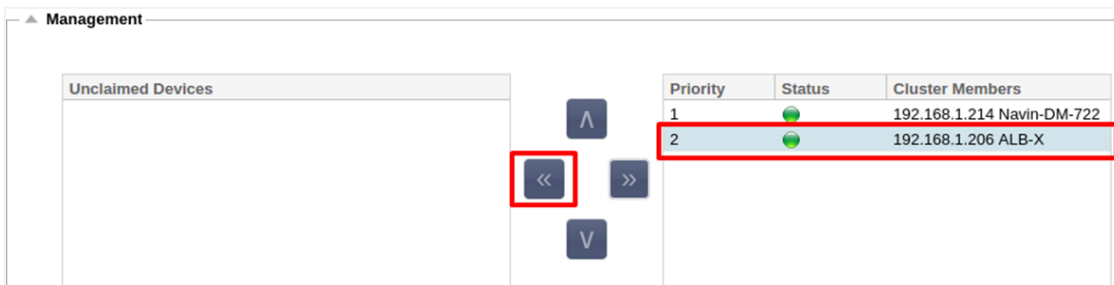 Management
Unclaimed Devices
Priority Status Cluster Members
1 192.168.1.214 Navin-DM-722
2 192.168.1.206 ALB-X